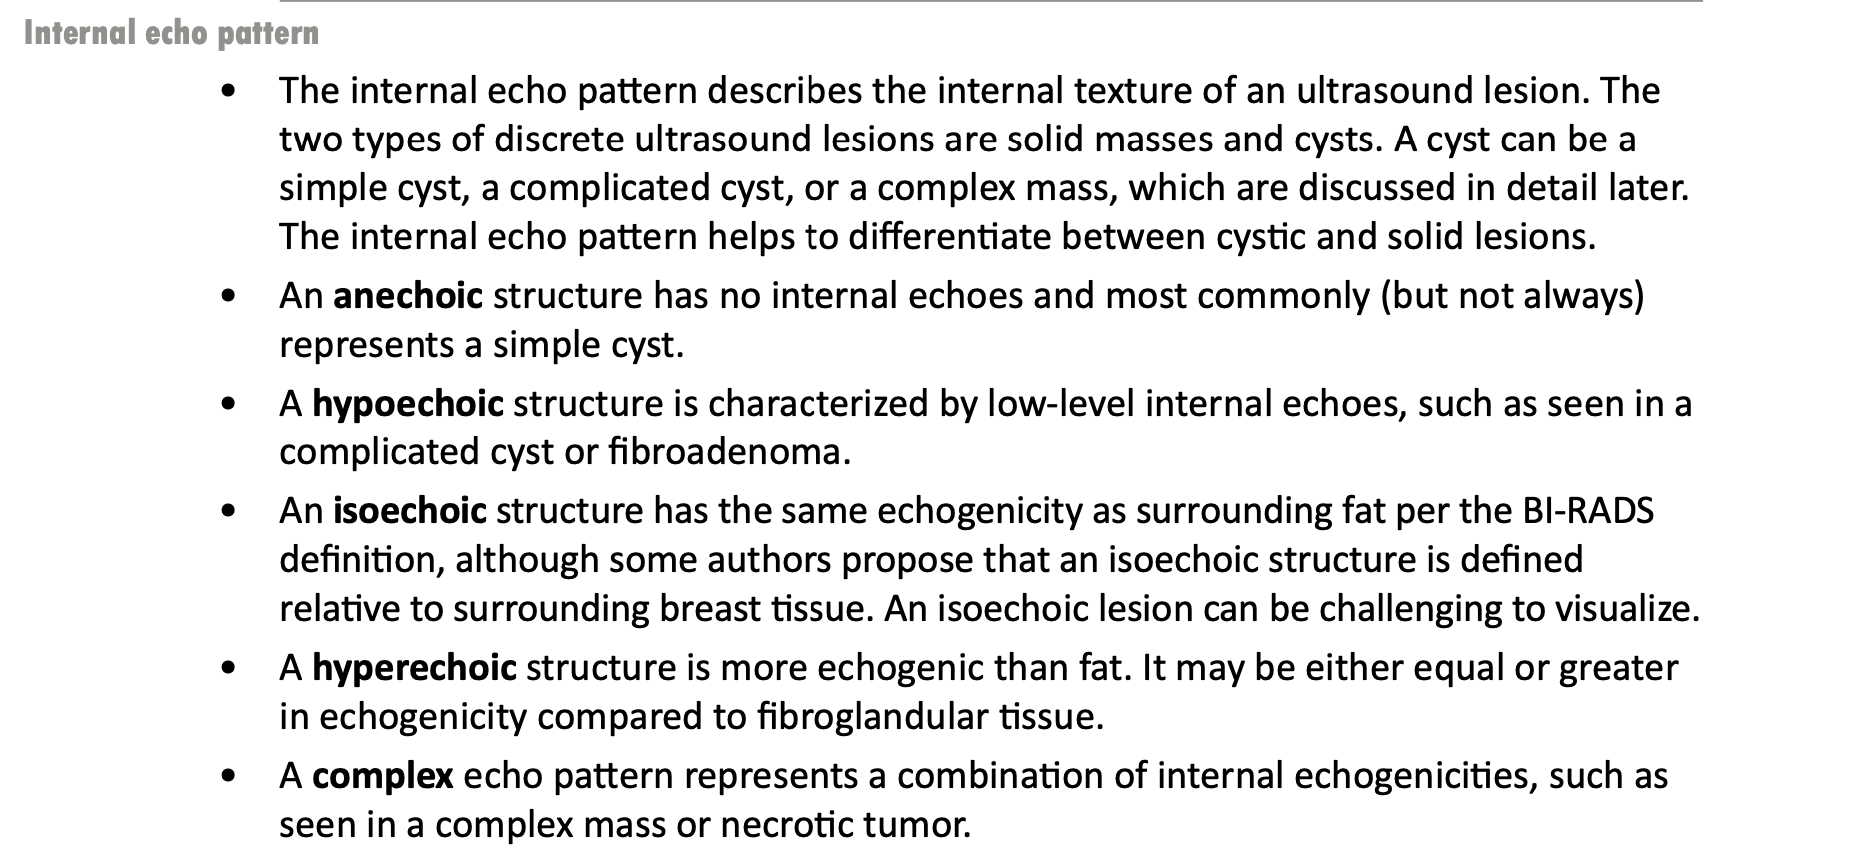 Internal echo pattern
• The internal echo pattern describes the internal texture of an ultrasound lesion. The
two types of discrete ultrasound lesions are solid masses and cysts. A cyst can be a
simple cyst, a complicated cyst, or a complex mass, which are discussed in detail later.
The internal echo pattern helps to differentiate between cystic and solid lesions.
• An anechoic structure has no internal echoes and most commonly (but not always)
represents a simple cyst.
• A hypoechoic structure is characterized by low-level internal echoes, such as seen in a
complicated cyst or fibroadenoma.
• An isoechoic structure has the same echogenicity as surrounding fat per the BI-RADS
definition, although some authors propose that an isoechoic structure is defined
relative to surrounding breast tissue. An isoechoic lesion can be challenging to visualize.
• A hyperechoic structure is more echogenic than fat. It may be either equal or greater
in echogenicity compared to fibroglandular tissue.
• A complex echo pattern represents a combination of internal echogenicities, such as
seen in a complex mass or necrotic tumor.